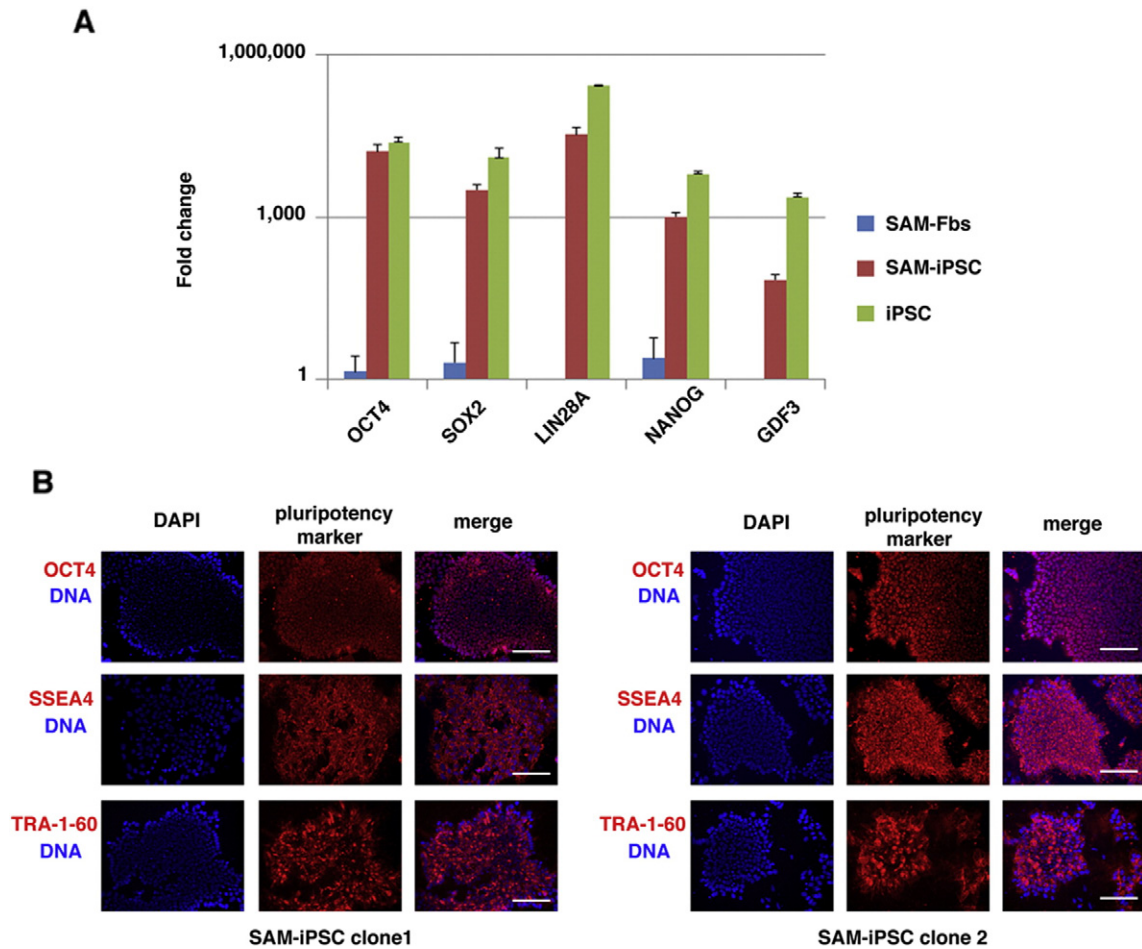 A
1,000,000
1,000
1
Fold change
OCT4
SOX2
LIN28A
NANOG
GDF3
SAM-Fbs
SAM-iPSC
iPSC
B
DAPI
pluripotency
marker
merge
DAPI
pluripotency
marker
merge
OCT4
DNA
OCT4
DNA
SSEA4
DNA
SSEA4
DNA
TRA-1-60
DNA
TRA-1-60
DNA
SAM-iPSC clone1
SAM-iPSC clone 2